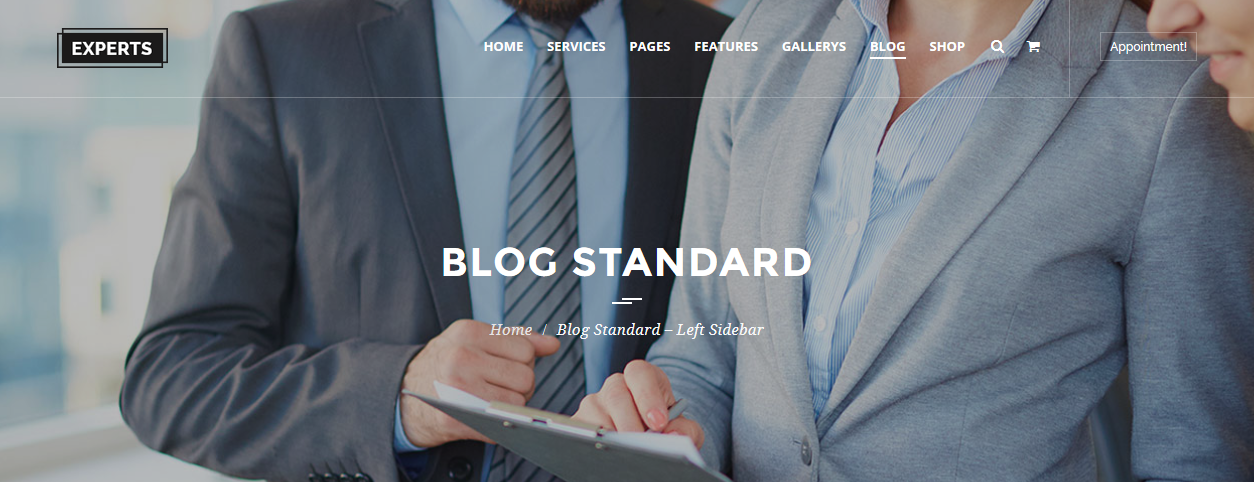 EXPERTS
HOME SERVICES PAGES FEATURES GALLERYS BLOG SHOP Appointment!
BLOG STANDARD
Home / Blog Standard – Left Sidebar